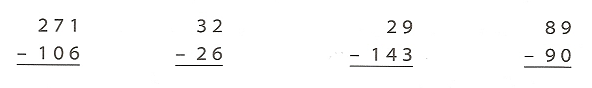 271 32 29 89
– 106 – 26 – 143 – 90